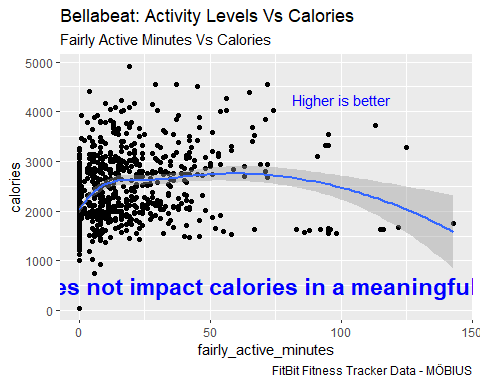 Bellabeat: Activity Levels Vs Calories
Fairly Active Minutes Vs Calories
5000
4000
3000
2000
1000
0
Calories
Higher is better
es not impact calories in a meaningful
0
50
100
150
fairly_active_minutes
FitBit Fitness Tracker Data - MÖBIUS